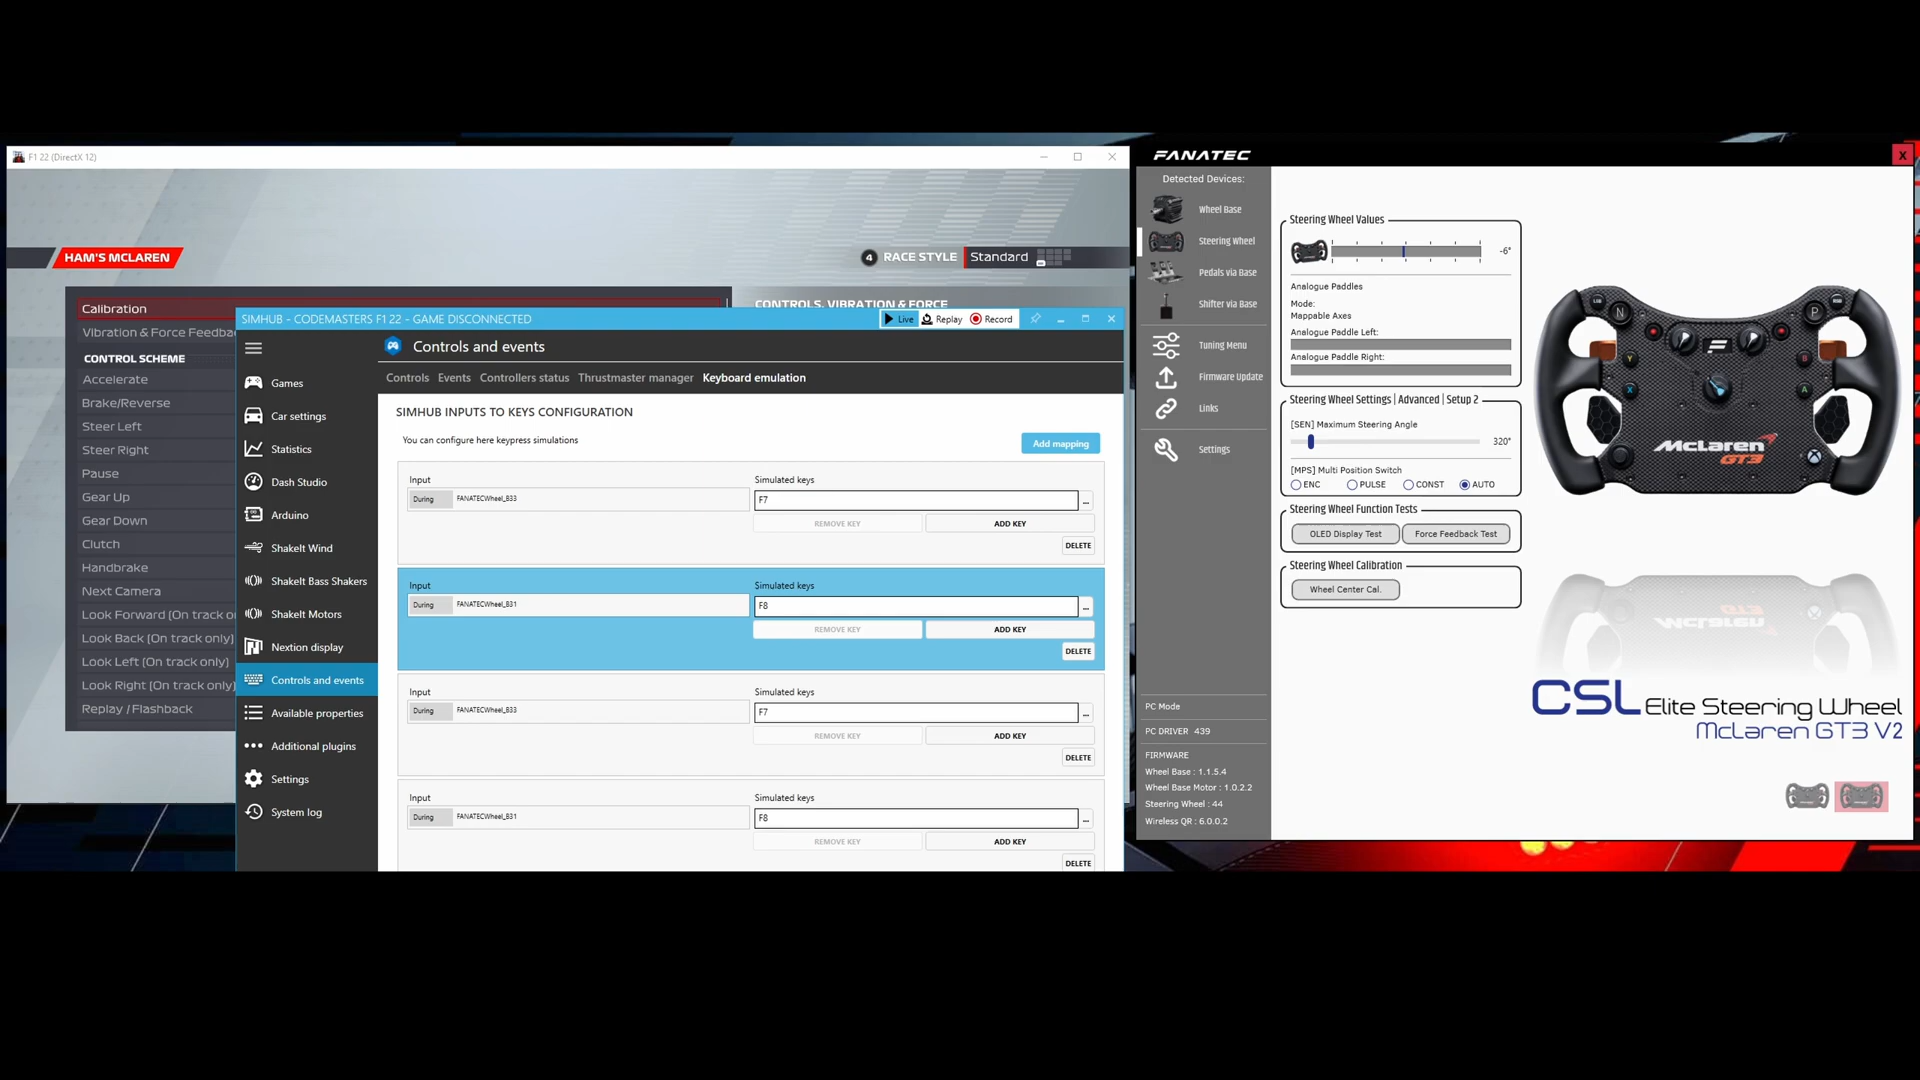 F1 22 (DirectX 12)
HAM'S MCLAREN
4 RACE STYLE Standard
CONTROLS, VIBRATION & FORCE
Calibration
Vibration & Force Feedba
CONTROL SCHEME
Accelerate
Brake/Reverse
Steer Left
Steer Right
Pause
Gear Up
Gear Down
Clutch
Handbrake
Next Camera
Look Forward (On track o
Look Back (On track only)
Look Left (On track only)
Look Right (On track only)
Replay / Flashback
SIMHUB - CODEMASTERS F1 22 - GAME DISCONNECTED
Live Replay Record
Games
Car settings
Statistics
Dash Studio
Arduino
ShakeIt Wind
ShakeIt Bass Shakers
ShakeIt Motors
Nextion display
Controls and events
Available properties
Additional plugins
Settings
System log
Controls and events
Controls Events Controllers status Thrustmaster manager Keyboard emulation
SIMHUB INPUTS TO KEYS CONFIGURATION
You can configure here keypress simulations
Add mapping
Input Simulated keys
During FANATECWheel_B33 F7 ...
REMOVE KEY ADD KEY
DELETE
Input Simulated keys
During FANATECWheel_B31 F8 ...
REMOVE KEY ADD KEY
DELETE
Input Simulated keys
During FANATECWheel_B33 F7 ...
REMOVE KEY ADD KEY
DELETE
Input Simulated keys
During FANATECWheel_B31 F8 ...
REMOVE KEY ADD KEY
DELETE
FANATEC
X
Detected Devices:
Wheel Base
Steering Wheel
Pedals via Base
Shifter via Base
Tuning Menu
Firmware Update
Links
Settings
PC Mode
PC DRIVER 439
FIRMWARE
Wheel Base : 1.1.5.4
Wheel Base Motor : 1.0.2.2
Steering Wheel : 44
Wireless QR : 6.0.0.2
Steering Wheel Values
-6°
Analogue Paddles
Mode:
Mappable Axes
Analogue Paddle Left:
Analogue Paddle Right:
Steering Wheel Settings | Advanced | Setup 2
[SEN] Maximum Steering Angle
320°
[MPS] Multi Position Switch
ENC PULSE CONST AUTO
Steering Wheel Function Tests
OLED Display Test Force Feedback Test
Steering Wheel Calibration
Wheel Center Cal.
N P
Y B
X A
McLaren
GT3
CSL Elite Steering Wheel
McLaren GT3 V2